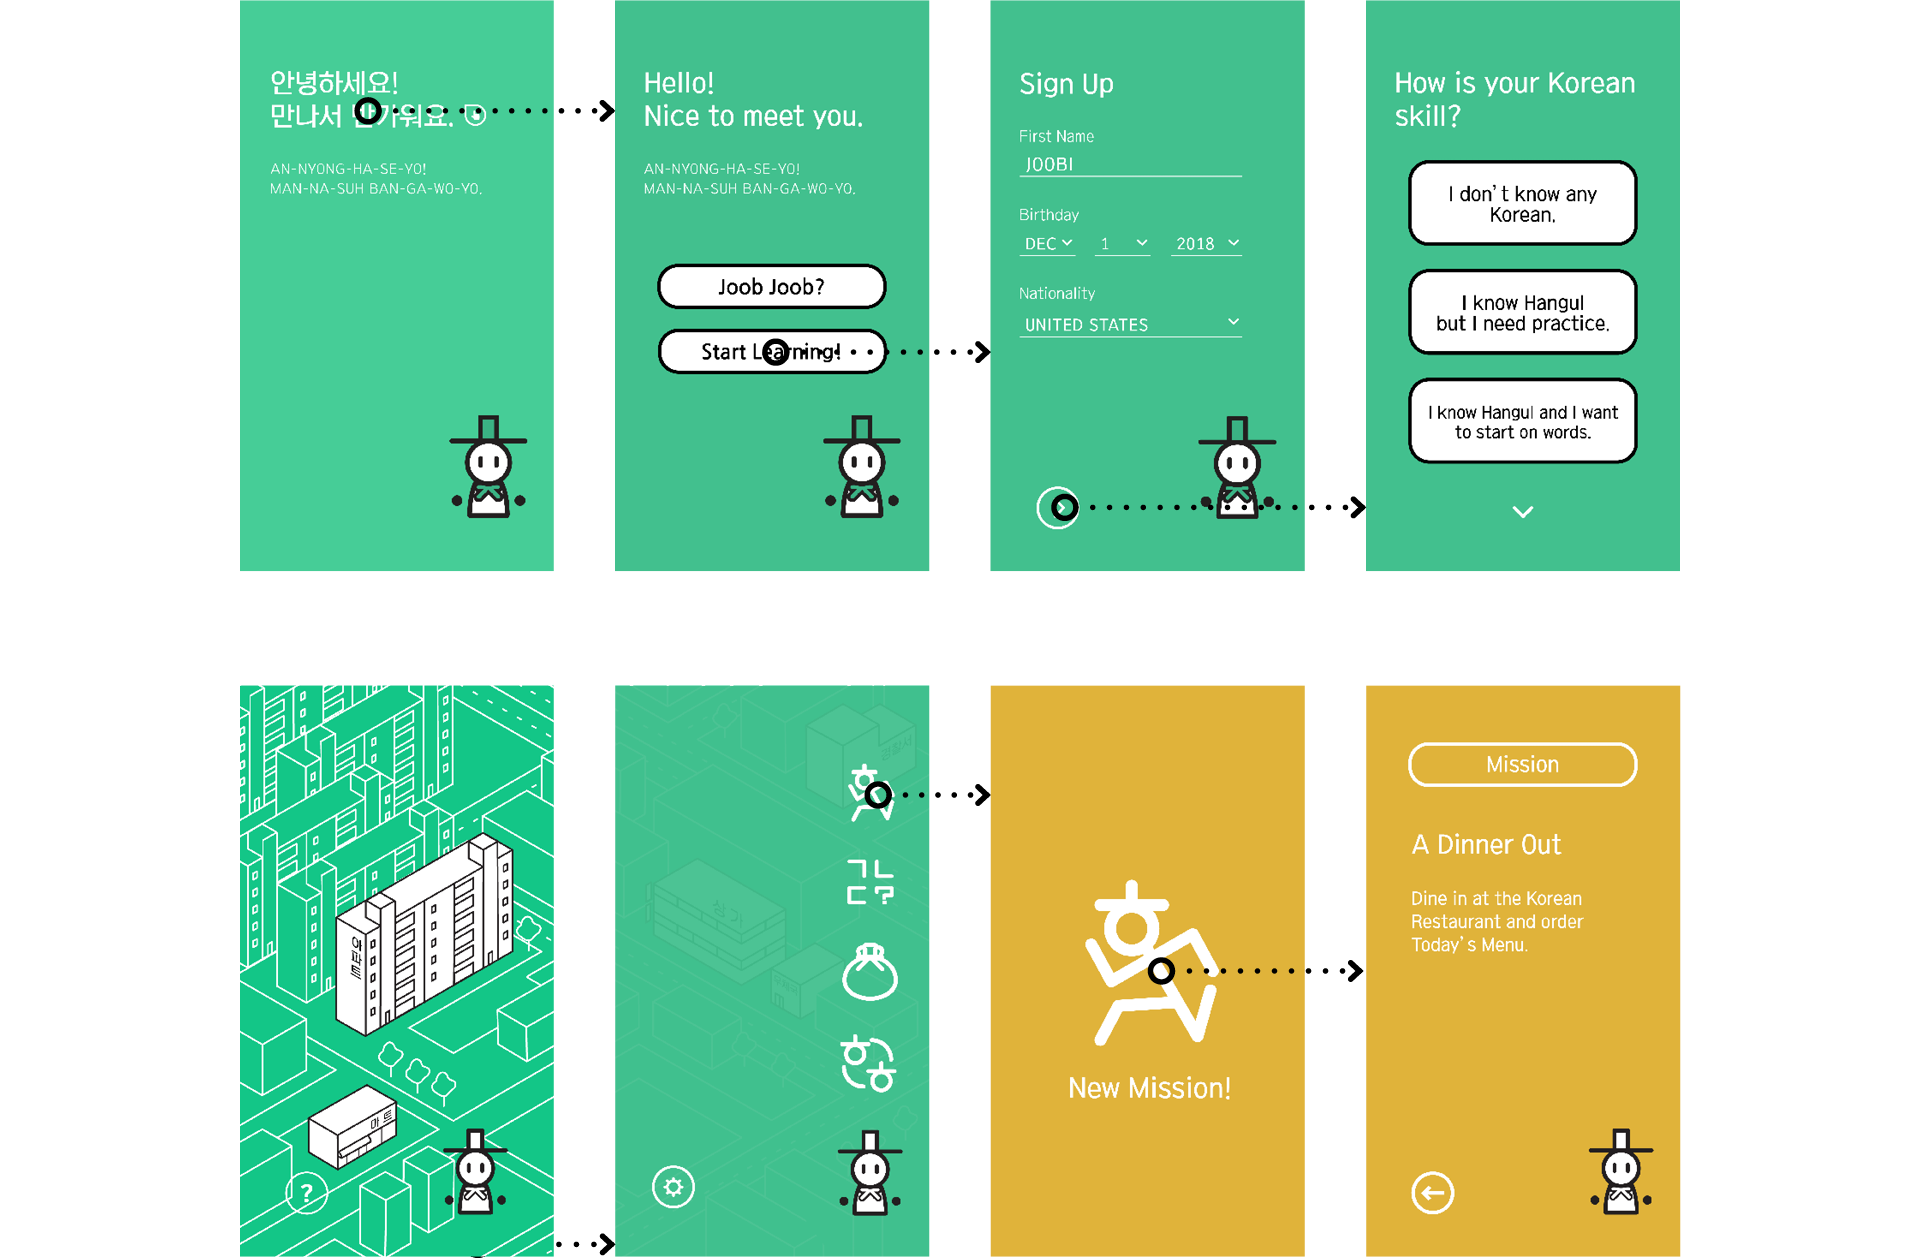 안녕하세요!
만나서 반가워요.
AN-NYONG-HA-SE-YO!
MAN-NA-SUH BAN-GA-WO-YO.
Hello!
Nice to meet you.
AN-NYONG-HA-SE-YO!
MAN-NA-SUH BAN-GA-WO-YO.
Joob Joob?
Start Learning!
Sign Up
First Name
JOOBI
Birthday
DEC 1 2018
Nationality
UNITED STATES
How is your Korean
skill?
I don't know any
Korean.
I know Hangul
but I need practice.
I know Hangul and I want
to start on words.
아파트
마트
?
경찰서
ㄱㄴ
ㄷ?
New Mission!
Mission
A Dinner Out
Dine in at the Korean
Restaurant and order
Today's Menu.